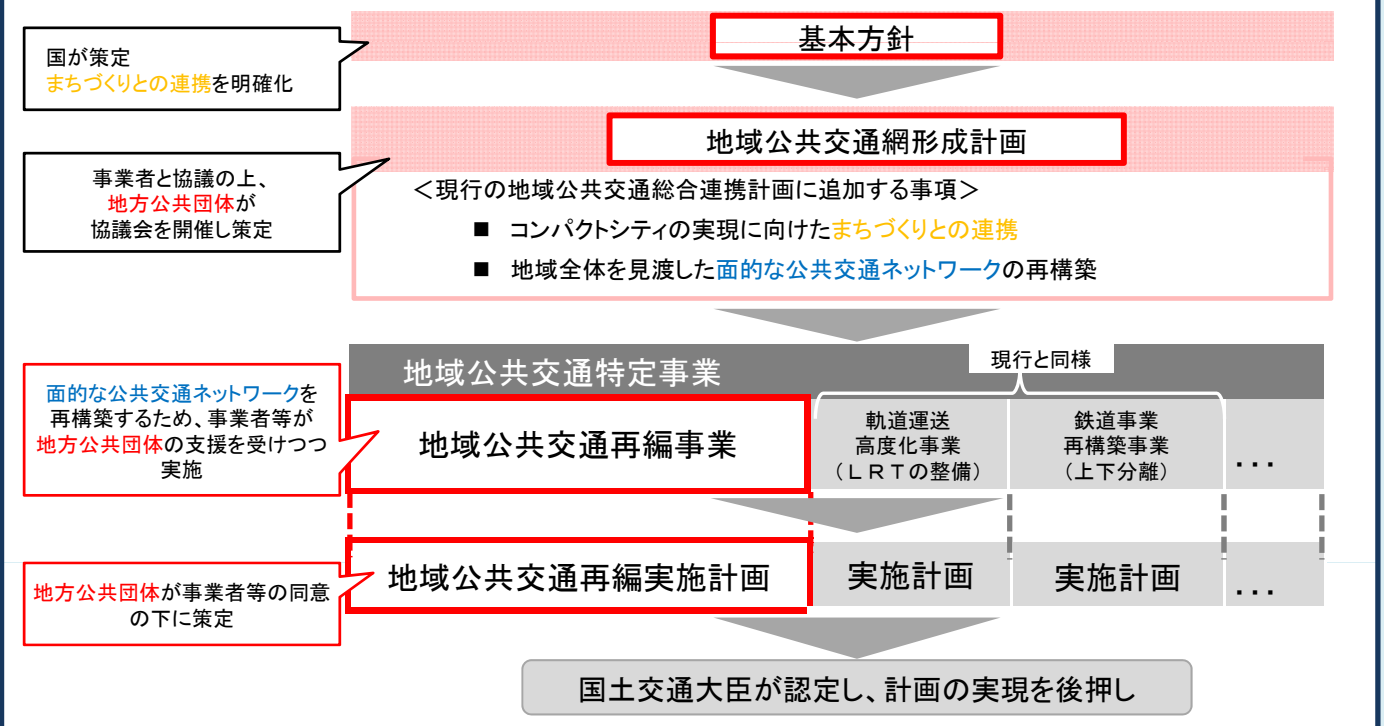 基本方針
国が策定
まちづくりとの連携を明確化
地域公共交通網形成計画
事業者と協議の上、
地方公共団体が
協議会を開催し策定
＜現行の地域公共交通総合連携計画に追加する事項＞
■ コンパクトシティの実現に向けたまちづくりとの連携
■ 地域全体を見渡した面的な公共交通ネットワークの再構築
地域公共交通特定事業
現行と同様
面的な公共交通ネットワークを
再構築するため、事業者等が
地方公共団体の支援を受けつつ
実施
地域公共交通再編事業
軌道運送
高度化事業
（ＬＲＴの整備）
鉄道事業
再構築事業
（上下分離）
・・・
地方公共団体が事業者等の同意
の下に策定
地域公共交通再編実施計画
実施計画
実施計画
・・・
国土交通大臣が認定し、計画の実現を後押し